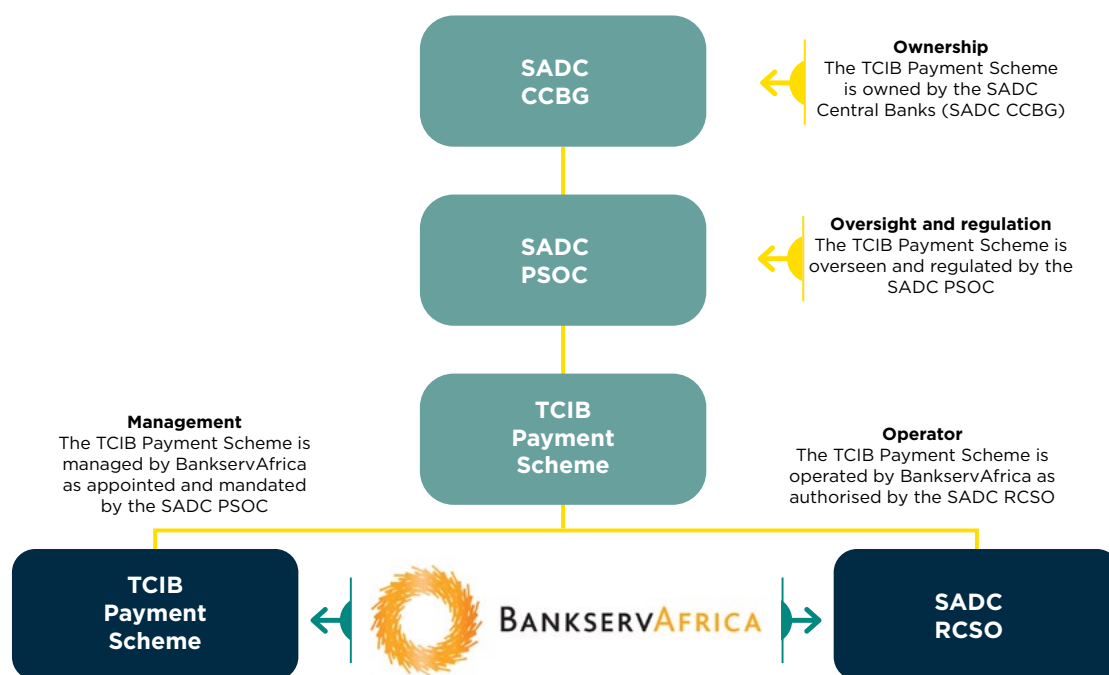 SADC
CCBG
Ownership
The TCIB Payment Scheme
is owned by the SADC
Central Banks (SADC CCBG)
SADC
PSOC
Oversight and regulation
The TCIB Payment Scheme is
overseen and regulated by the
SADC PSOC
TCIB
Payment
Scheme
Management
The TCIB Payment Scheme is
managed by BankservAfrica
as appointed and mandated
by the SADC PSOC
Operator
The TCIB Payment Scheme is
operated by BankservAfrica as
authorised by the SADC RCSO
TCIB
Payment
Scheme
BANKSERVAFRICA
SADC
RCSO